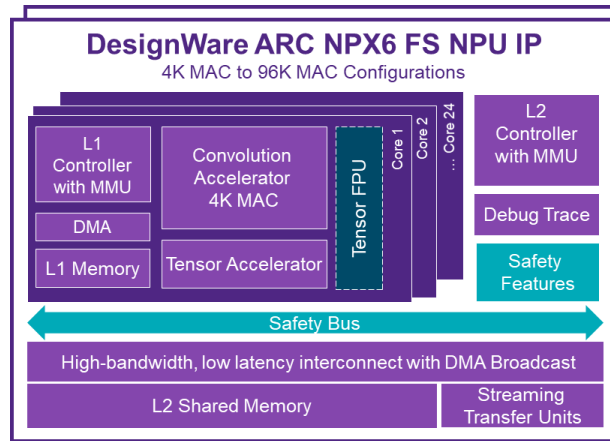 DesignWare ARC NPX6 FS NPU IP
4K MAC to 96K MAC Configurations
L1
Controller
with MMU
DMA
L1 Memory
Convolution
Accelerator
4K MAC
Tensor Accelerator
Tensor FPU
Core 1
Core 2
... Core 24
L2
Controller
with MMU
Debug Trace
Safety
Features
Safety Bus
High-bandwidth, low latency interconnect with DMA Broadcast
L2 Shared Memory
Streaming
Transfer Units